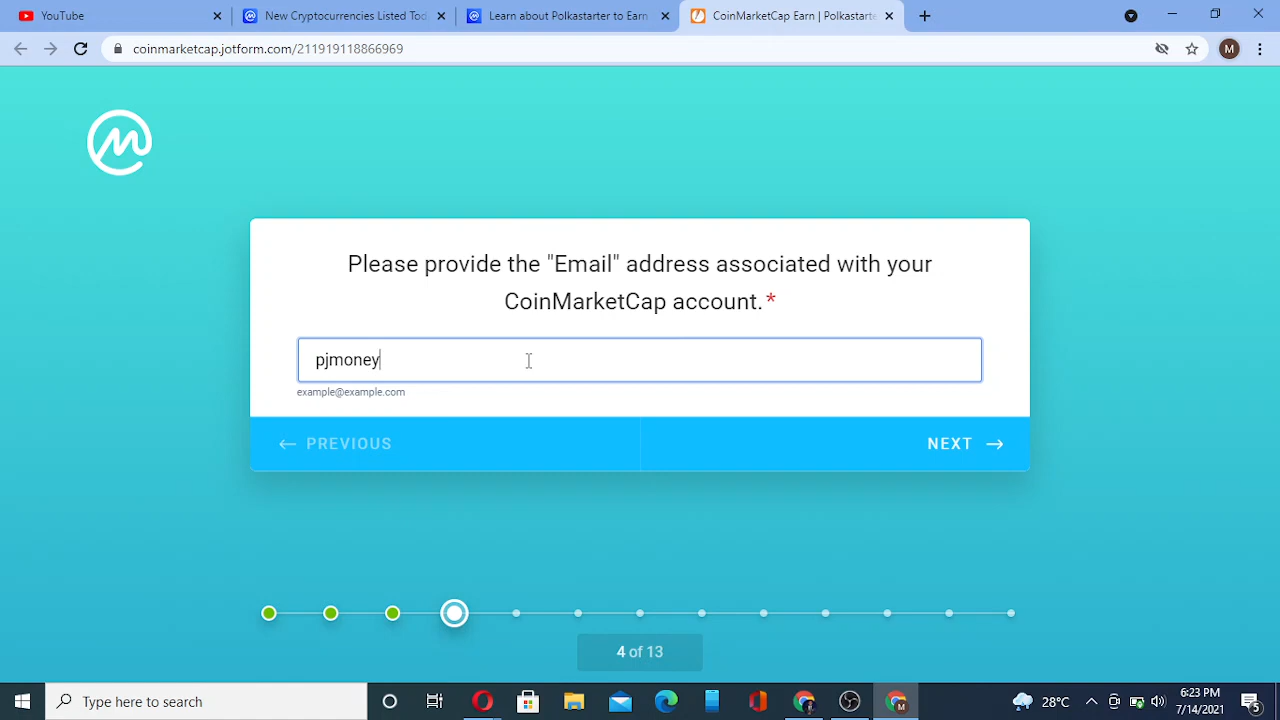 YouTube
New Cryptocurrencies Listed Tod
Learn about Polkastarter to Earn
CoinMarketCap Earn | Polkastarte
coinmarketcap.jotform.com/211919118866969
M
Please provide the "Email" address associated with your
CoinMarketCap account.*
pjmoney
example@example.com
← PREVIOUS
NEXT →
4 of 13
Type here to search
28°C
6:23 PM
7/14/2021
5